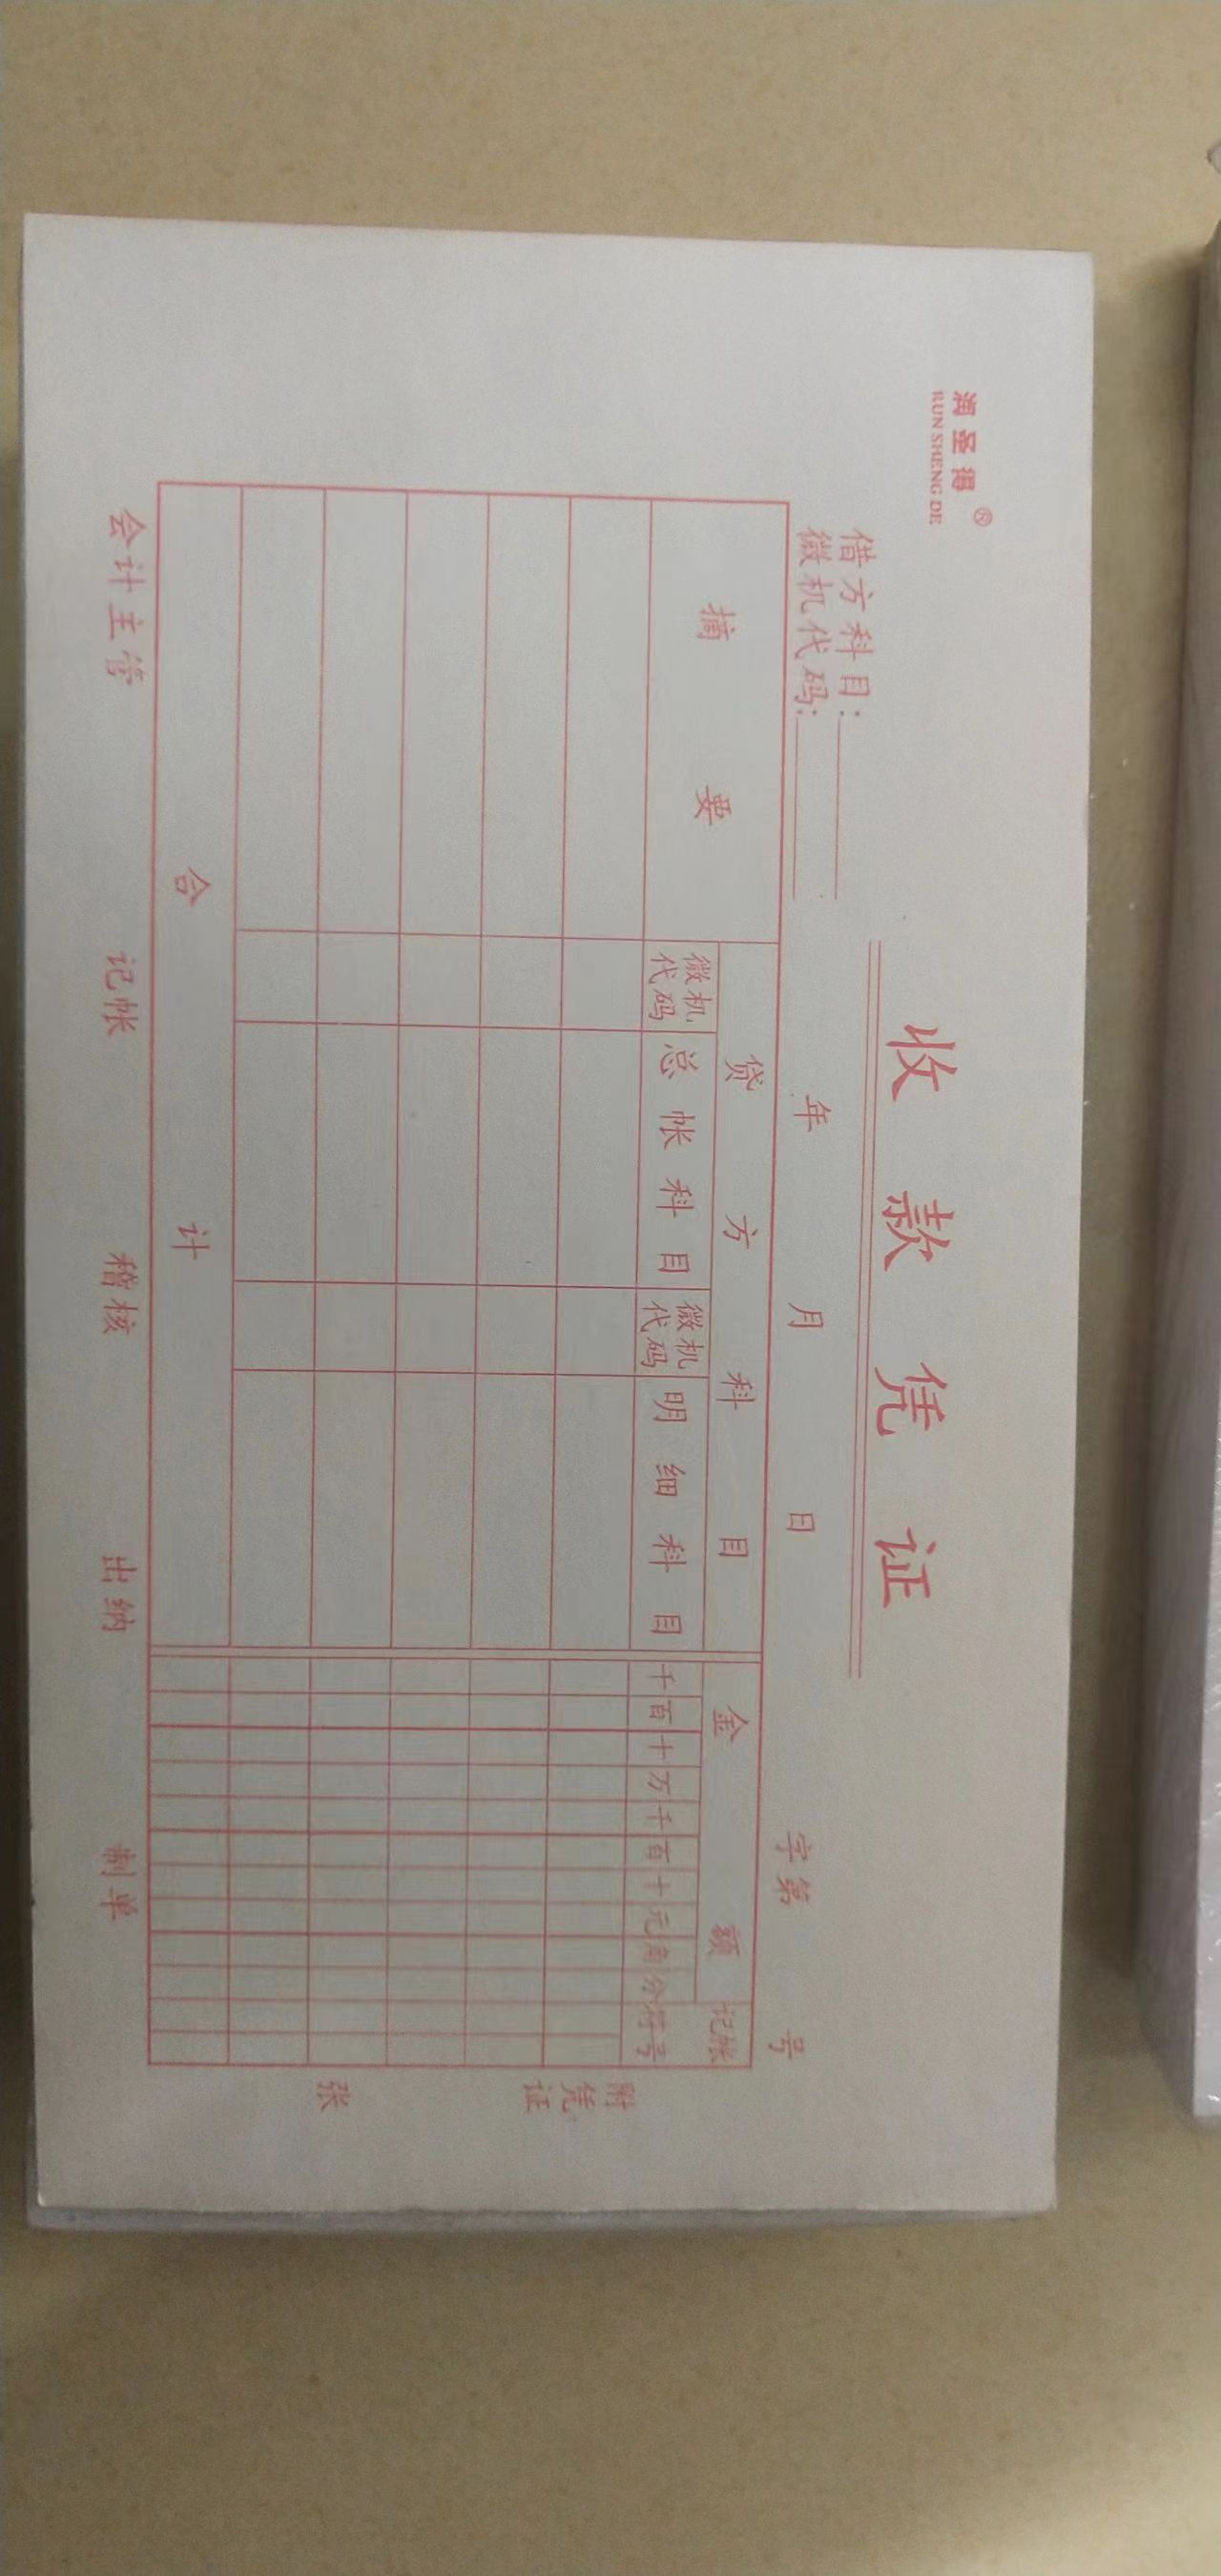 润圣得®
RUN SHENG DE
收款凭证
借方科目:
微机代码:
年 月 日 字第 号
摘要 贷方科目 金额 记帐
微机代码 总帐科目 微机代码 明细科目 千百十万千百十元角分 符号
合计
附凭证 张
会计主管 记帐 稽核 出纳 制单